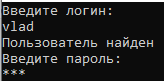 Введите логин:
vlad
Пользователь найден
Введите пароль:
***